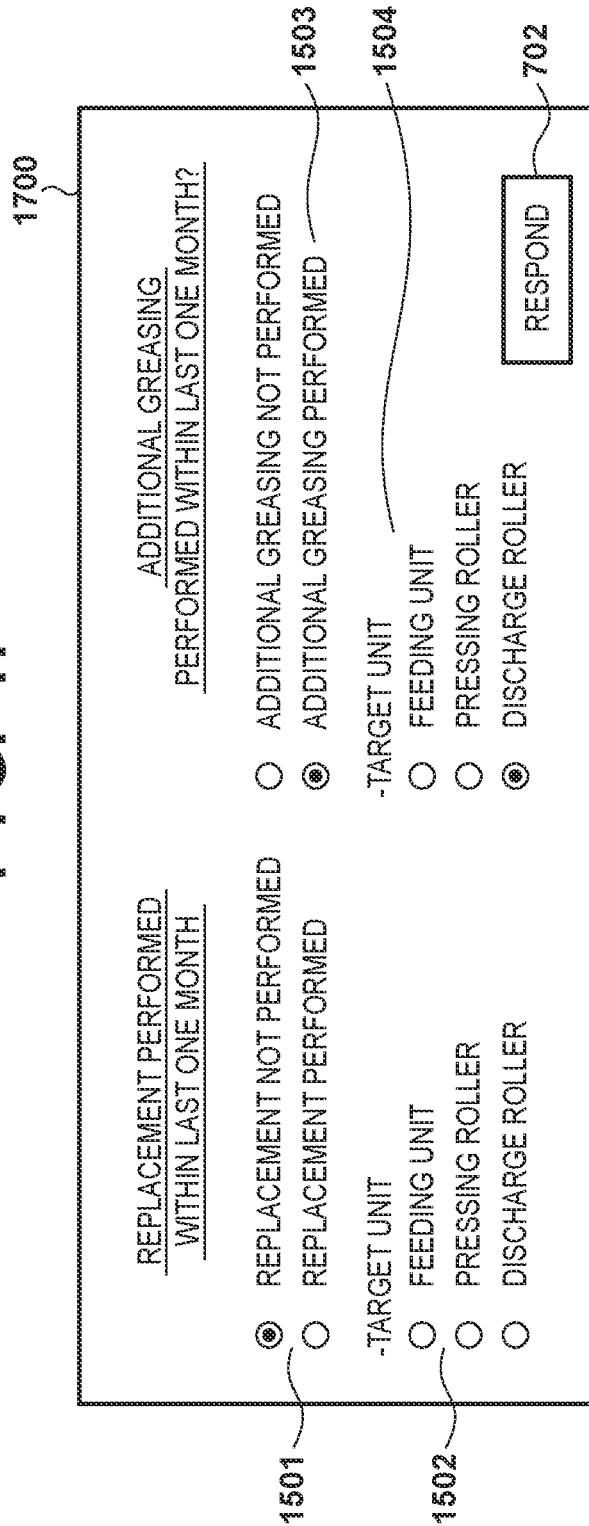 1700
REPLACEMENT PERFORMED
WITHIN LAST ONE MONTH
REPLACEMENT NOT PERFORMED
REPLACEMENT PERFORMED
1501
-TARGET UNIT
FEEDING UNIT
PRESSING ROLLER
DISCHARGE ROLLER
1502
ADDITIONAL GREASING
PERFORMED WITHIN LAST ONE MONTH?
ADDITIONAL GREASING NOT PERFORMED
ADDITIONAL GREASING PERFORMED
1503
-TARGET UNIT
FEEDING UNIT
PRESSING ROLLER
DISCHARGE ROLLER
1504
RESPOND
702